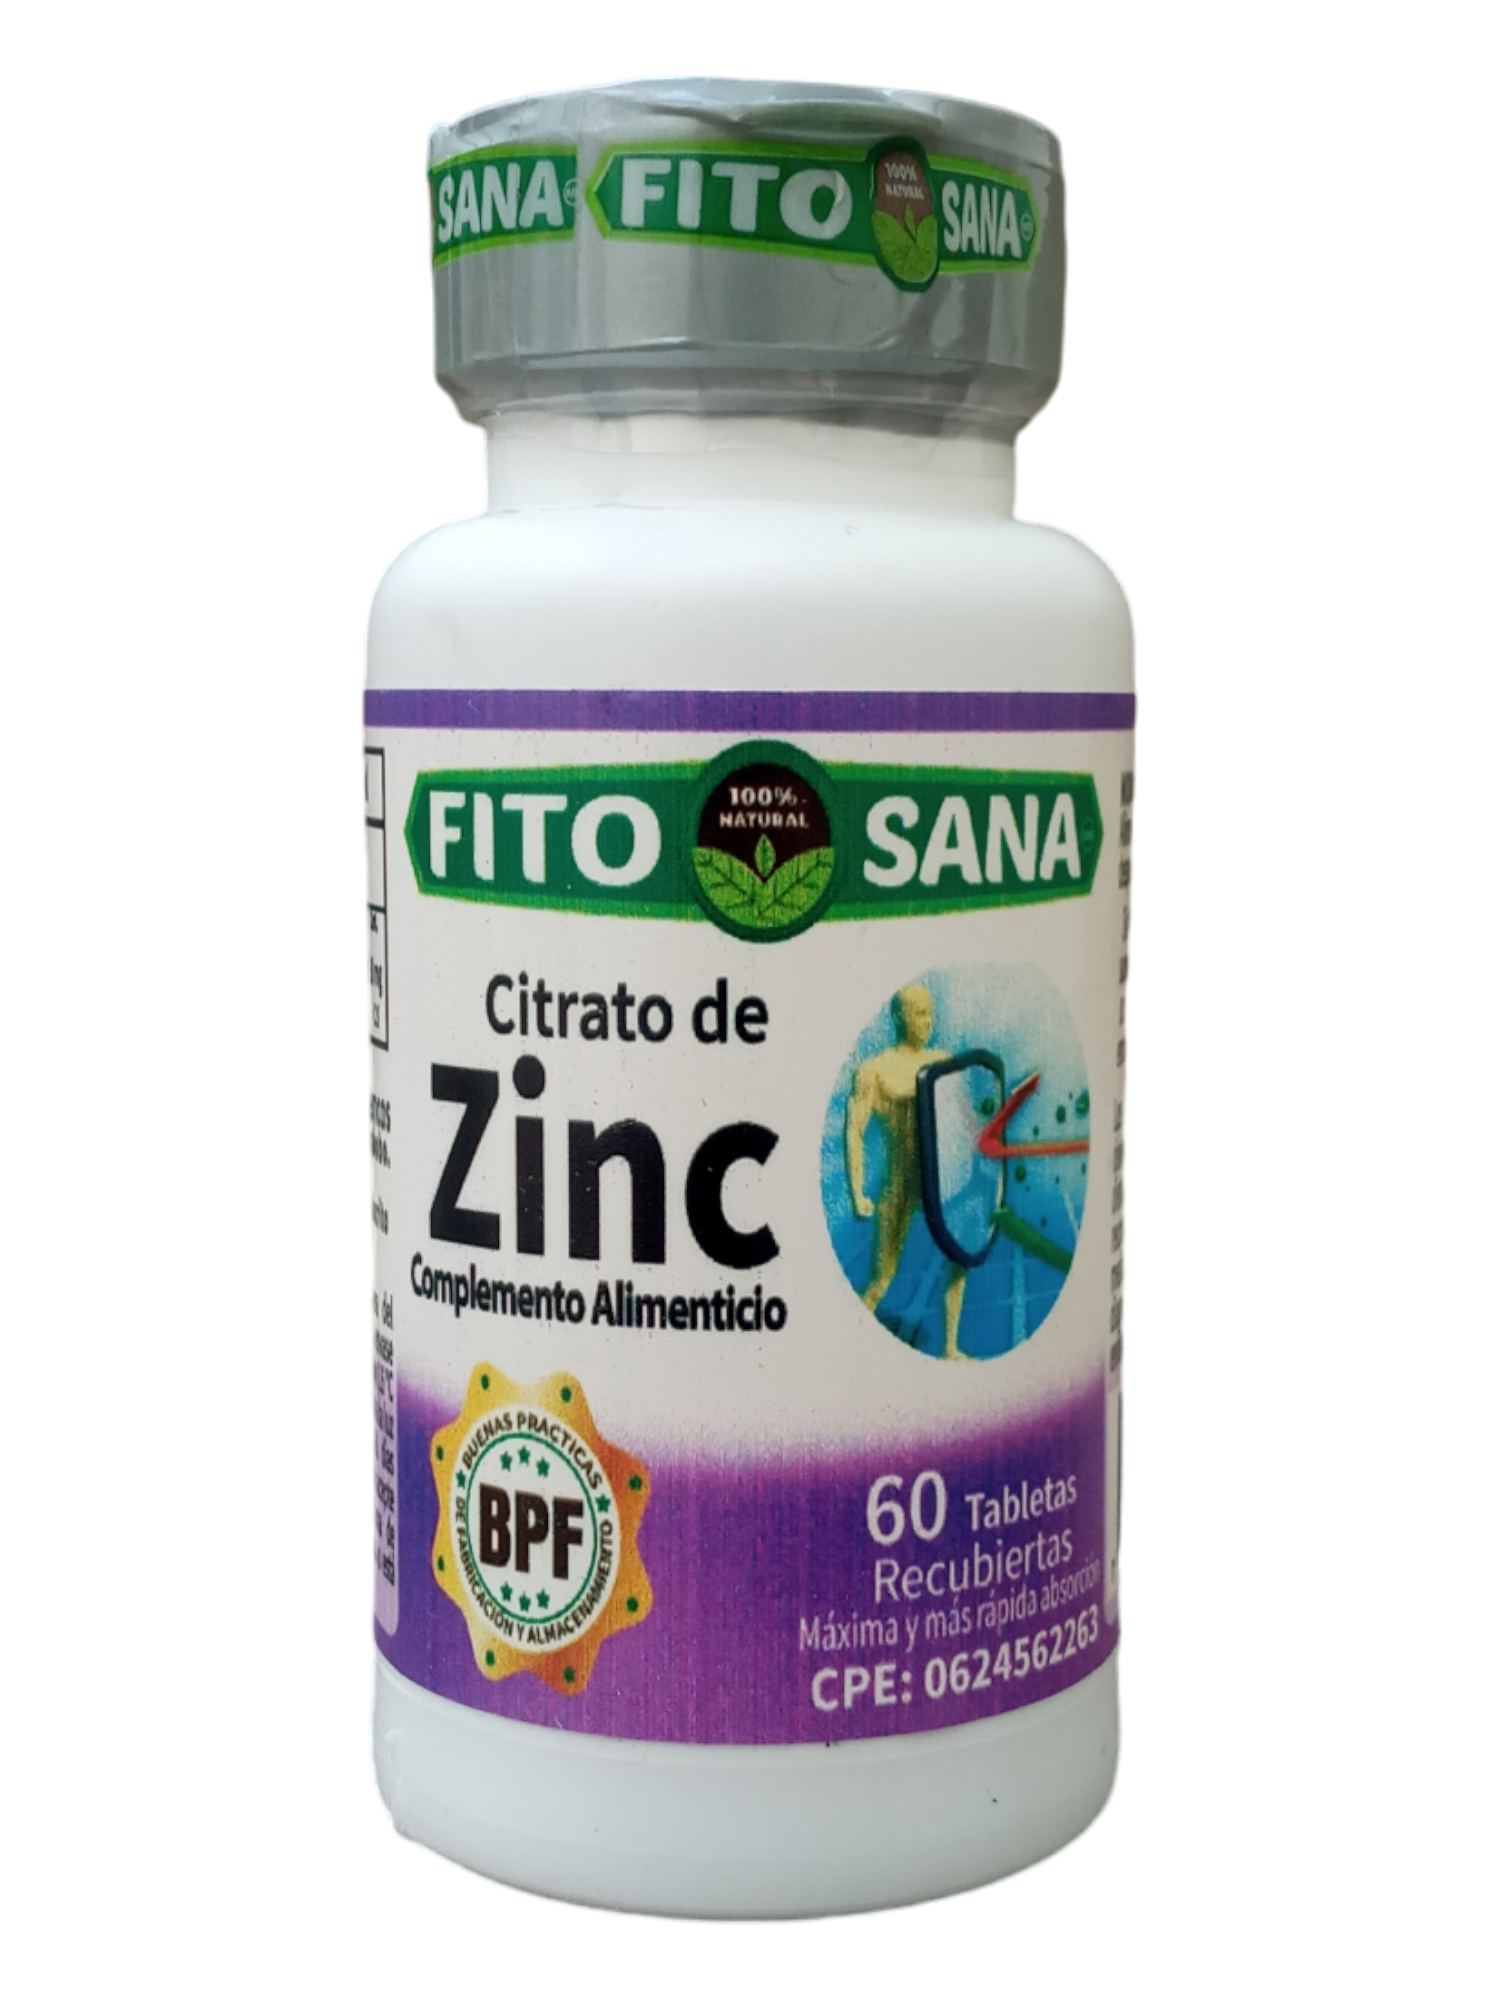 SANA
FITO 100% NATURAL SANA
FITO 100% NATURAL SANA
Citrato de
Zinc
Complemento Alimenticio
BUENAS PRACTICAS
DE FABRICACIÓN Y ALMACENAMIENTO
BPF
60 Tabletas
Recubiertas
Máxima y más rápida absorción
CPE: 0624562263